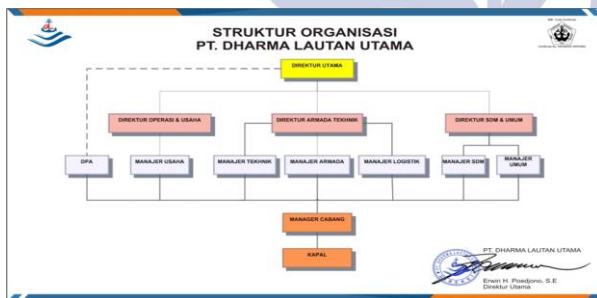 STRUKTUR ORGANISASI
PT. DHARMA LAUTAN UTAMA
DIREKTUR UTAMA
DIREKTUR OPERASI & USAHA
DIREKTUR ARMADA TEKHNIK
DIREKTUR SDM & UMUM
DPA
MANAJER USAHA
MANAJER TEKHNIK
MANAJER ARMADA
MANAJER LOGISTIK
MANAJER SDM
MANAJER
UMUM
MANAGER CABANG
KAPAL
PT. DHARMA LAUTAN UTAMA
Erwin H. Poedjono, S.E
Direktur Utama